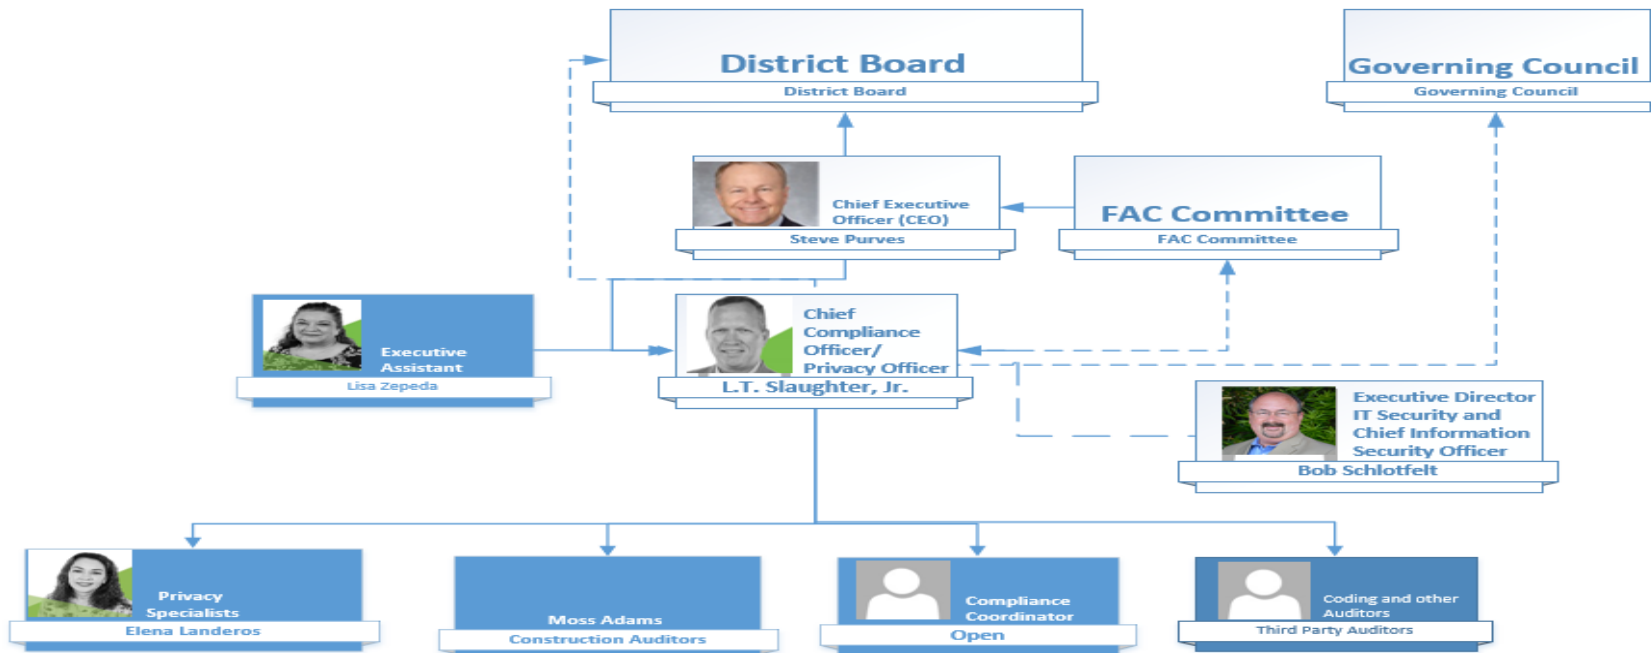 District Board
District Board
Governing Council
Governing Council
Chief Executive
Officer (CEO)
Steve Purves
FAC Committee
FAC Committee
Executive
Assistant
Lisa Zepeda
Chief
Compliance
Officer/
Privacy Officer
L.T. Slaughter, Jr.
Executive Director
IT Security and
Chief Information
Security Officer
Bob Schlotfelt
Privacy
Specialists
Elena Landeros
Moss Adams
Construction Auditors
Compliance
Coordinator
Open
Coding and other
Auditors
Third Party Auditors